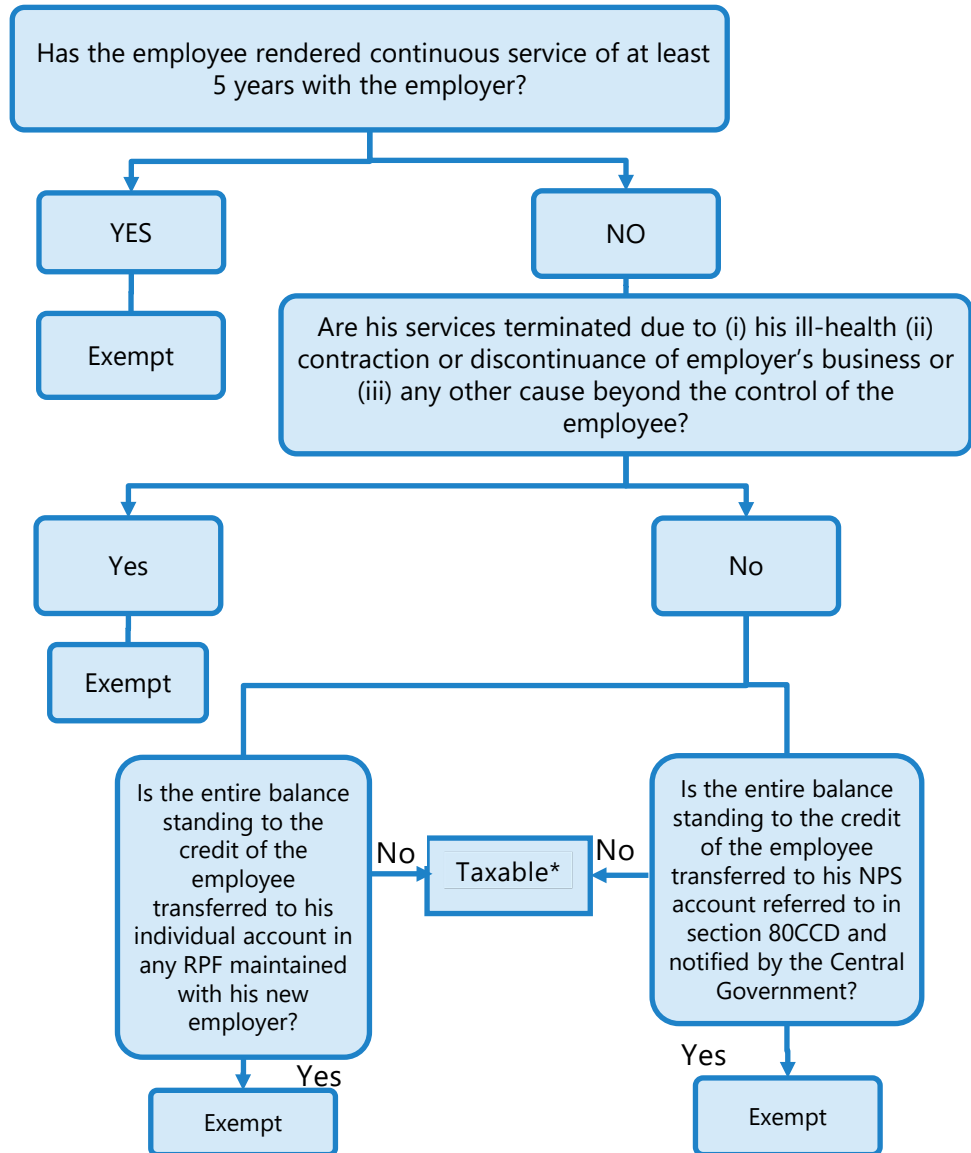 Has the employee rendered continuous service of at least
5 years with the employer?
YES
NO
Exempt
Are his services terminated due to (i) his ill-health (ii)
contraction or discontinuance of employer’s business or
(iii) any other cause beyond the control of the
employee?
Yes
No
Exempt
Is the entire balance
standing to the
credit of the
employee
transferred to his
individual account in
any RPF maintained
with his new
employer?
No
Taxable*
No
Is the entire balance
standing to the credit
of the employee
transferred to his NPS
account referred to in
section 80CCD and
notified by the Central
Government?
Yes
Exempt
Yes
Exempt